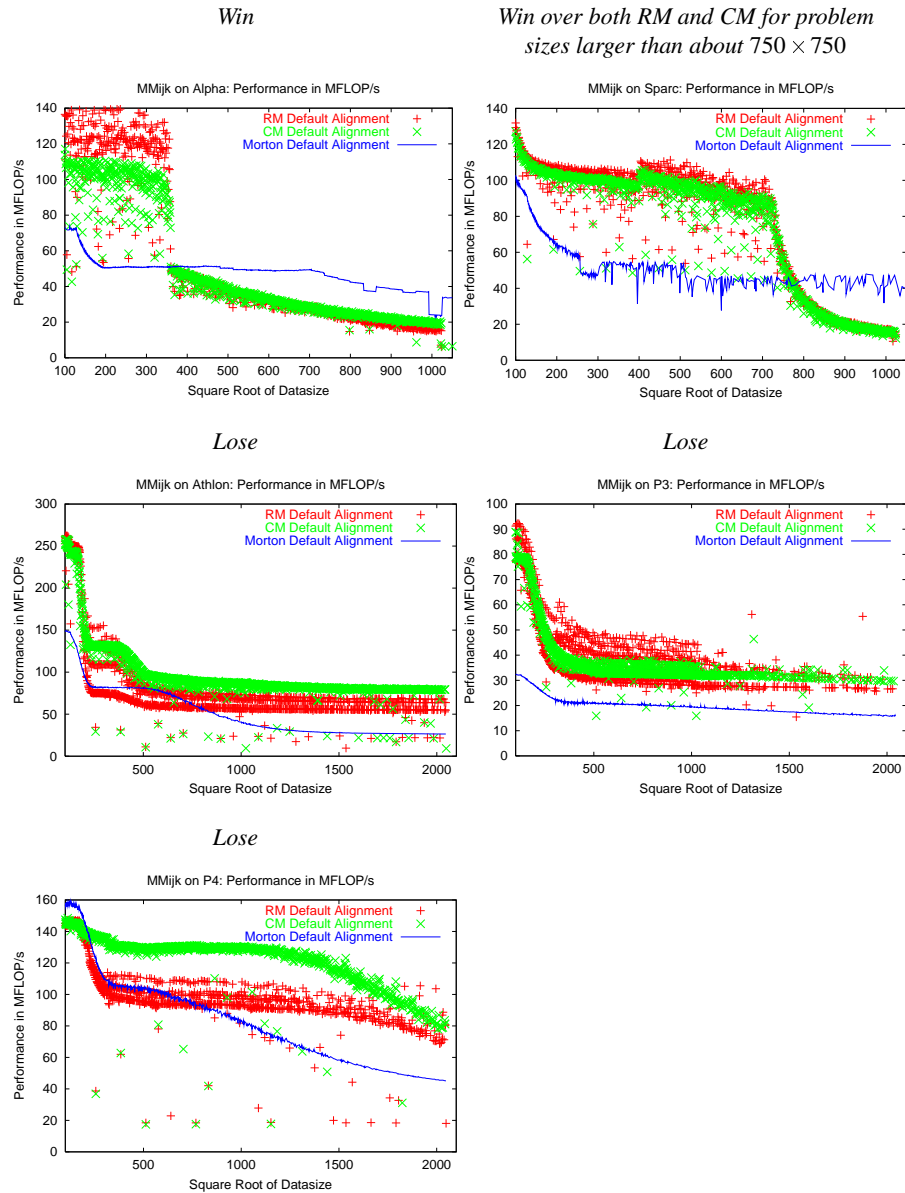 Win
Win over both RM and CM for problem
sizes larger than about 750 × 750
MMijk on Alpha: Performance in MFLOP/s
RM Default Alignment
CM Default Alignment
Morton Default Alignment
Performance in MFLOP/s
140
120
100
80
60
40
20
0
100 200 300 400 500 600 700 800 900 1000
Square Root of Datasize
MMijk on Sparc: Performance in MFLOP/s
RM Default Alignment
CM Default Alignment
Morton Default Alignment
Performance in MFLOP/s
140
120
100
80
60
40
20
0
100 200 300 400 500 600 700 800 900 1000
Square Root of Datasize
Lose
Lose
MMijk on Athlon: Performance in MFLOP/s
RM Default Alignment
CM Default Alignment
Morton Default Alignment
Performance in MFLOP/s
300
250
200
150
100
50
0
500 1000 1500 2000
Square Root of Datasize
MMijk on P3: Performance in MFLOP/s
RM Default Alignment
CM Default Alignment
Morton Default Alignment
Performance in MFLOP/s
100
90
80
70
60
50
40
30
20
10
0
500 1000 1500 2000
Square Root of Datasize
Lose
MMijk on P4: Performance in MFLOP/s
RM Default Alignment
CM Default Alignment
Morton Default Alignment
Performance in MFLOP/s
160
140
120
100
80
60
40
20
0
500 1000 1500 2000
Square Root of Datasize